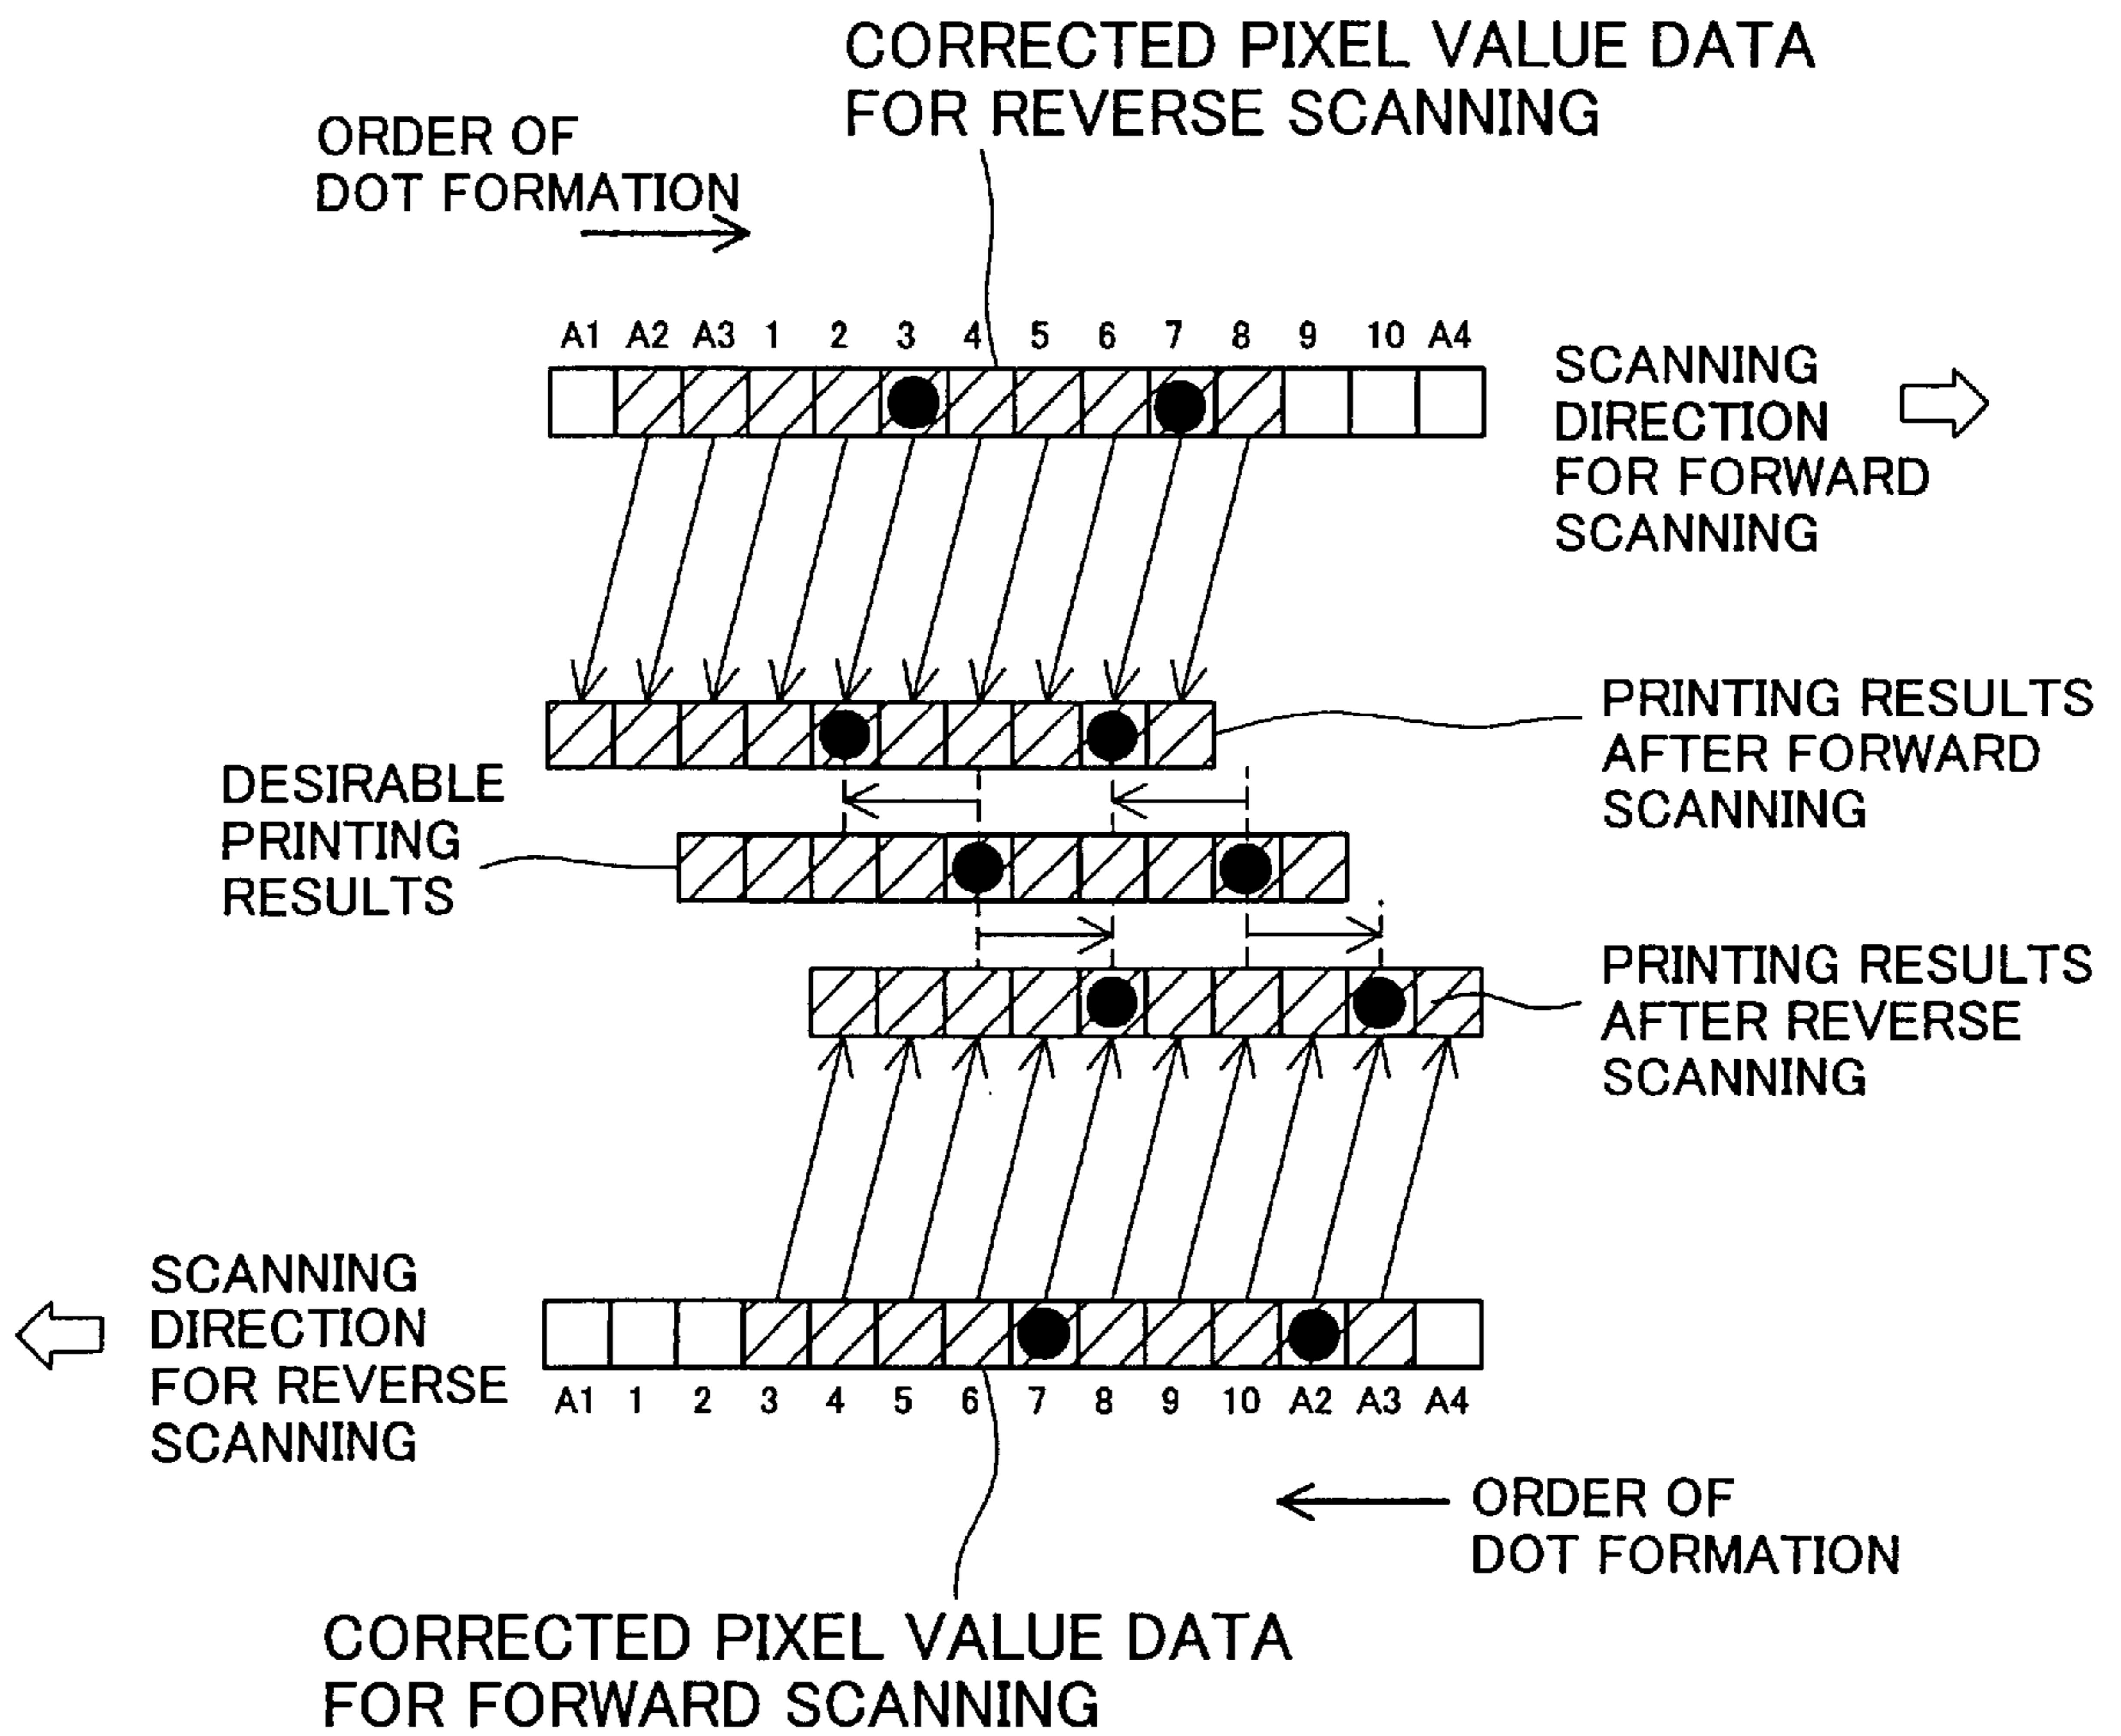 CORRECTED PIXEL VALUE DATA
FOR REVERSE SCANNING
ORDER OF
DOT FORMATION
A1 A2 A3 1 2 3 4 5 6 7 8 9 10 A4
SCANNING
DIRECTION
FOR FORWARD
SCANNING
PRINTING RESULTS
AFTER FORWARD
SCANNING
DESIRABLE
PRINTING
RESULTS
PRINTING RESULTS
AFTER REVERSE
SCANNING
SCANNING
DIRECTION
FOR REVERSE
SCANNING
A1 1 2 3 4 5 6 7 8 9 10 A2 A3 A4
ORDER OF
DOT FORMATION
CORRECTED PIXEL VALUE DATA
FOR FORWARD SCANNING